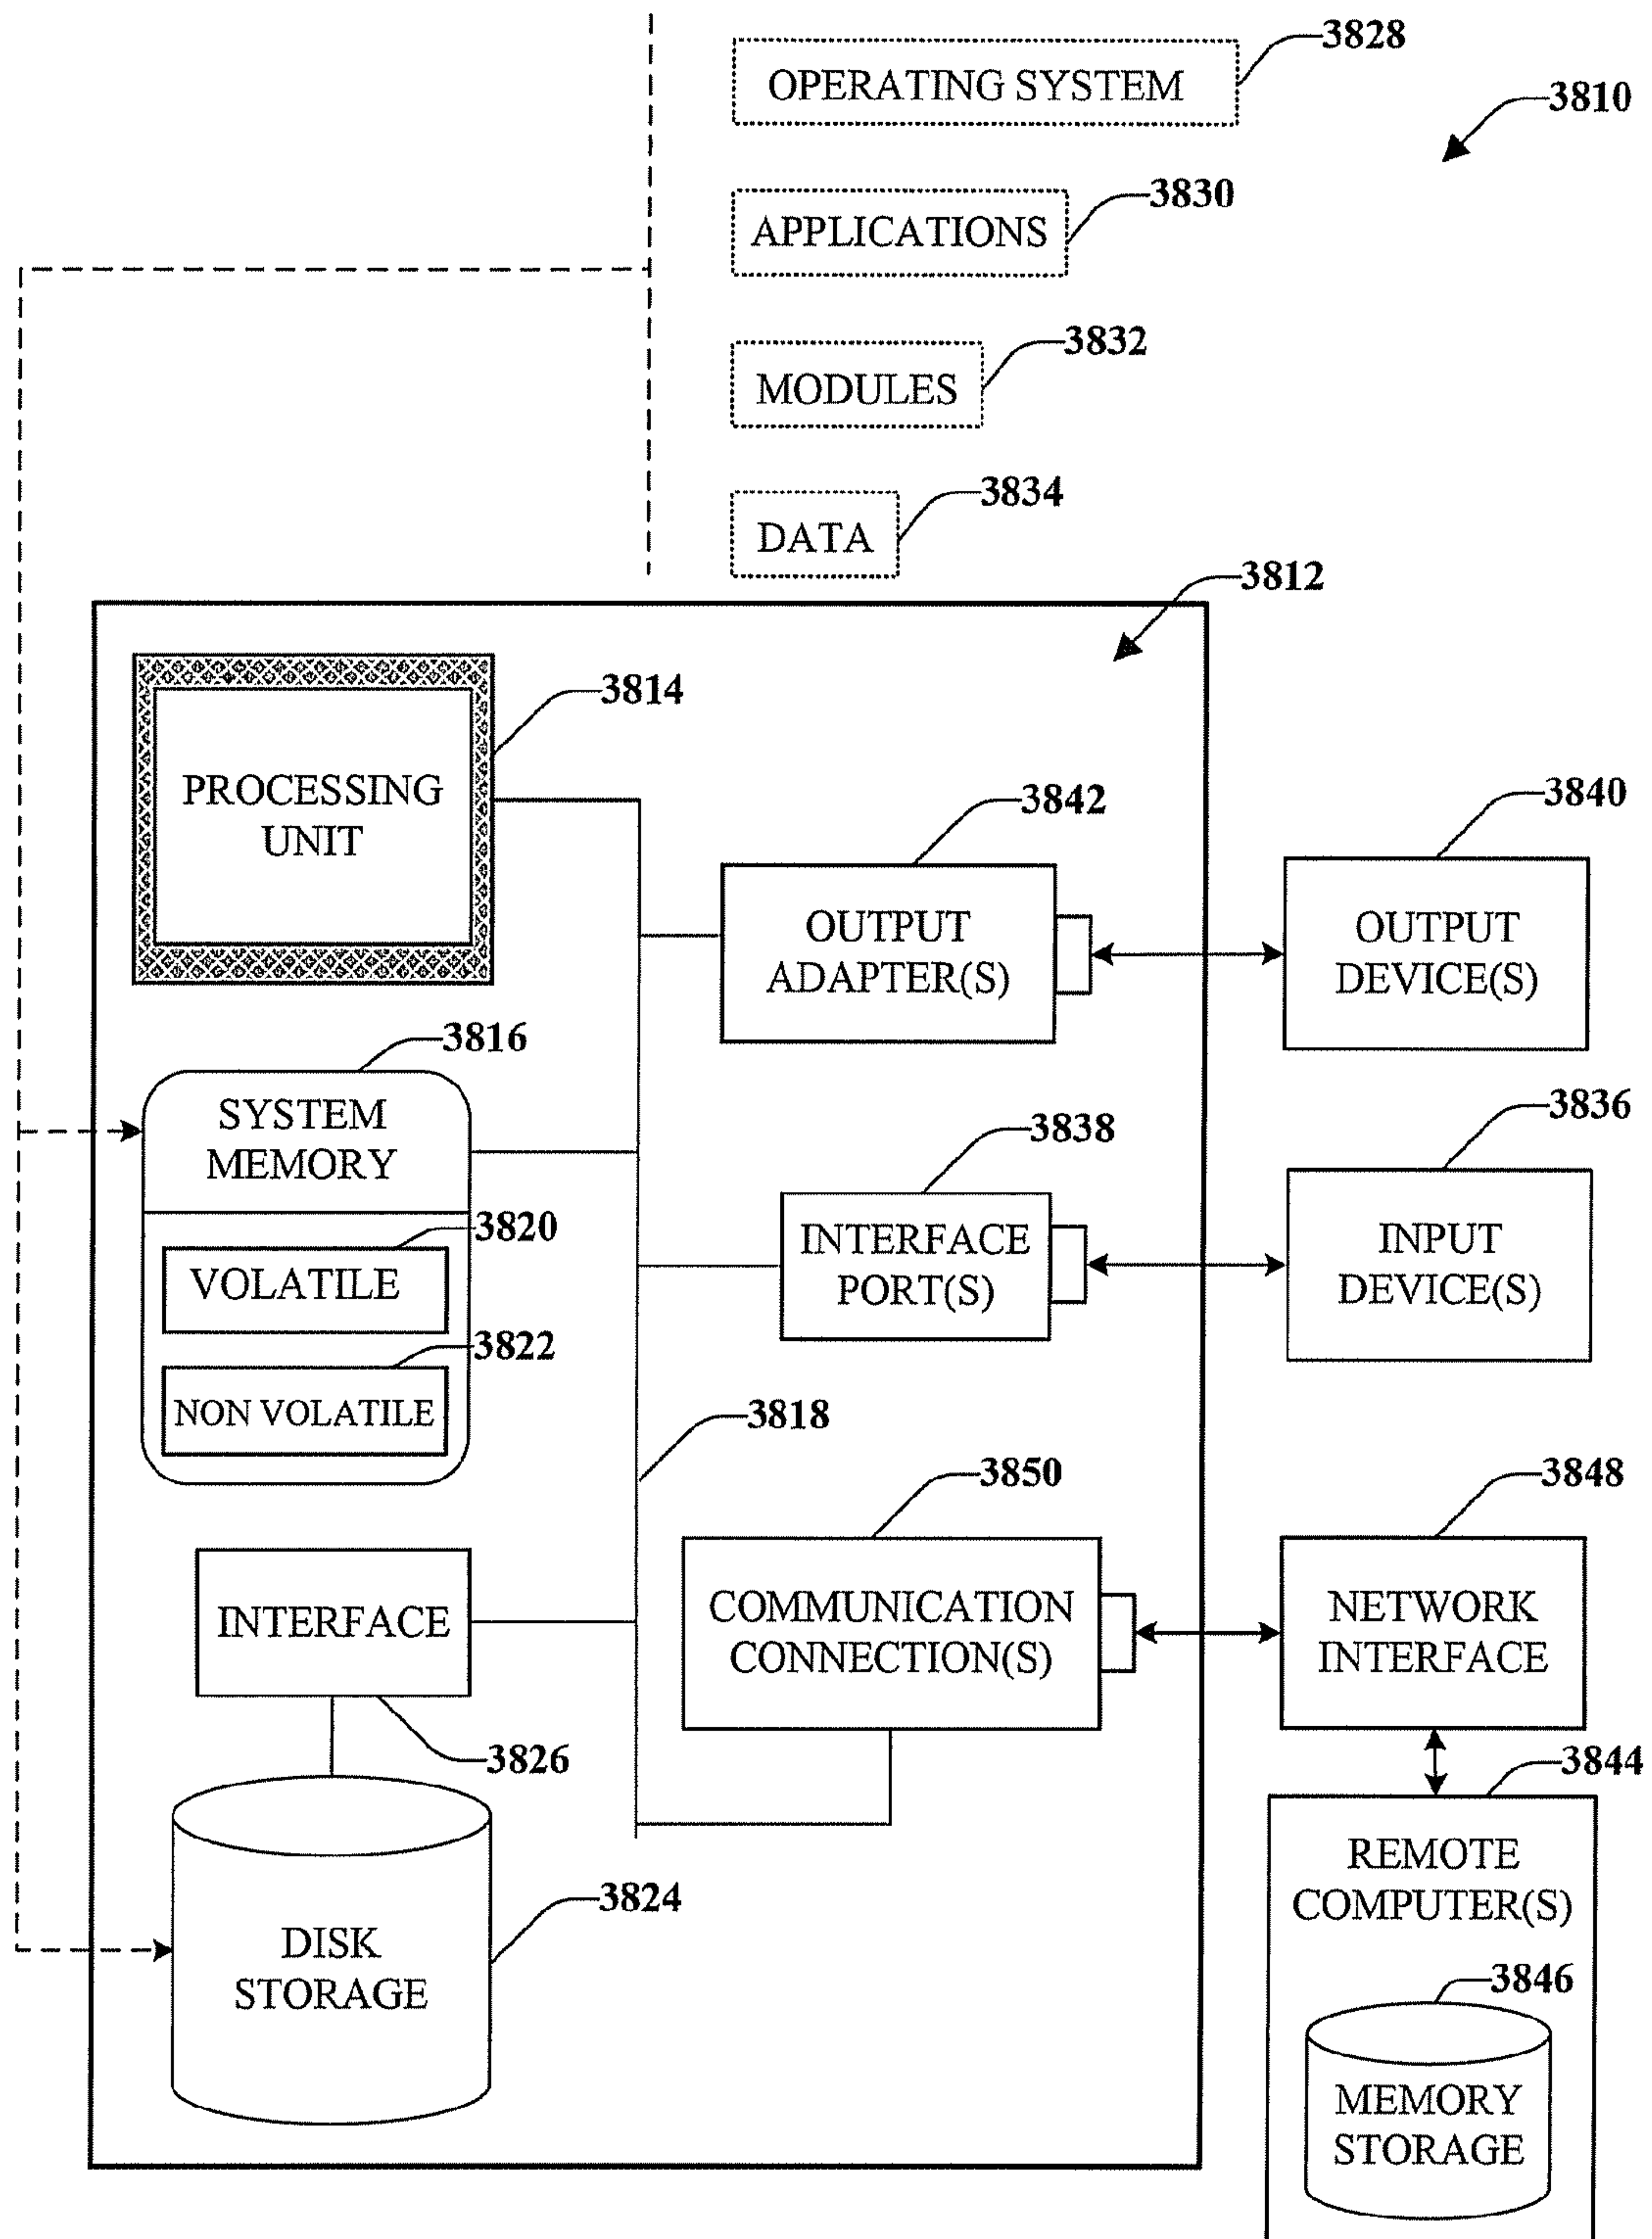 3828
OPERATING SYSTEM
3810
3830
APPLICATIONS
3832
MODULES
3834
DATA
3812
3814
PROCESSING
UNIT
3842
OUTPUT
ADAPTER(S)
3840
OUTPUT
DEVICE(S)
3816
SYSTEM
MEMORY
3820
VOLATILE
3822
NON VOLATILE
3838
INTERFACE
PORT(S)
3836
INPUT
DEVICE(S)
3818
3850
COMMUNICATION
CONNECTION(S)
3848
NETWORK
INTERFACE
INTERFACE
3826
3844
REMOTE
COMPUTER(S)
3824
DISK
STORAGE
3846
MEMORY
STORAGE